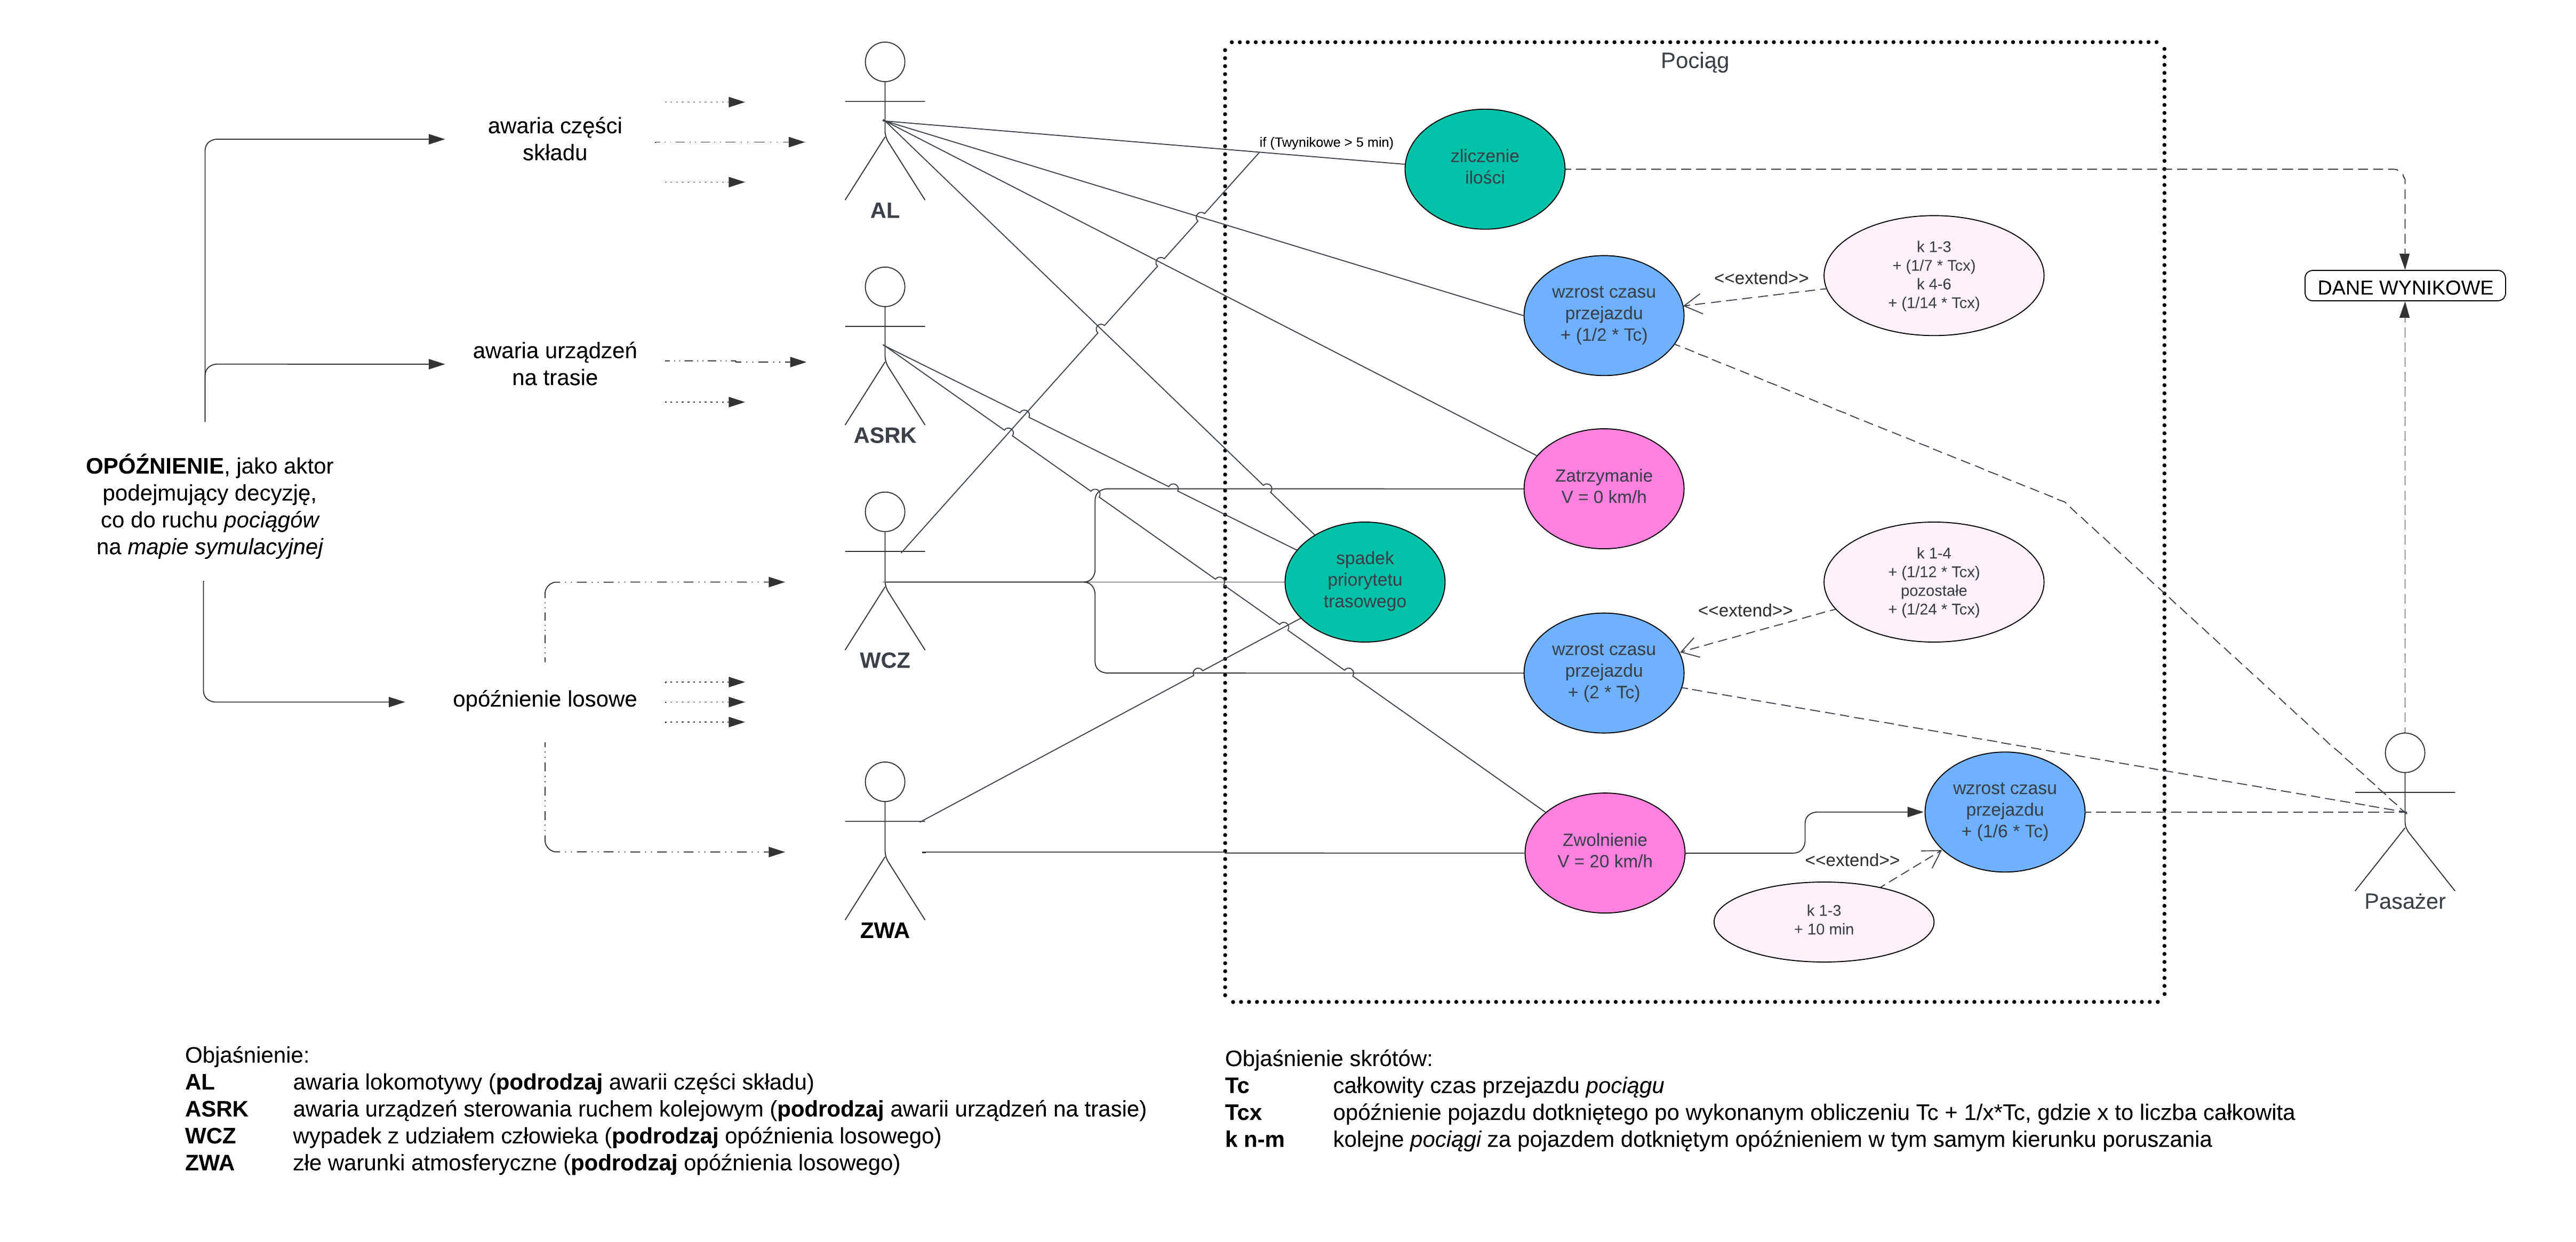 Pociąg
awaria części
składu
AL
if (Twynikowe > 5 min)
zliczenie
ilości
k 1-3
+ (1/7 * Tcx)
k 4-6
+ (1/14 * Tcx)
<<extend>>
wzrost czasu
przejazdu
+ (1/2 * Tc)
DANE WYNIKOWE
awaria urządzeń
na trasie
ASRK
OPÓŹNIENIE, jako aktor
podejmujący decyzję,
co do ruchu pociągów
na mapie symulacyjnej
Zatrzymanie
V = 0 km/h
spadek
priorytetu
trasowego
k 1-4
+ (1/12 * Tcx)
pozostałe
+ (1/24 * Tcx)
<<extend>>
WCZ
wzrost czasu
przejazdu
+ (2 * Tc)
opóźnienie losowe
wzrost czasu
przejazdu
+ (1/6 * Tc)
Zwolnienie
V = 20 km/h
<<extend>>
k 1-3
+ 10 min
ZWA
Pasażer
Objaśnienie:
AL awaria lokomotywy (podrodzaj awarii części składu)
ASRK awaria urządzeń sterowania ruchem kolejowym (podrodzaj awarii urządzeń na trasie)
WCZ wypadek z udziałem człowieka (podrodzaj opóźnienia losowego)
ZWA złe warunki atmosferyczne (podrodzaj opóźnienia losowego)
Objaśnienie skrótów:
Tc całkowity czas przejazdu pociągu
Tcx opóźnienie pojazdu dotkniętego po wykonanym obliczeniu Tc + 1/x*Tc, gdzie x to liczba całkowita
k n-m kolejne pociągi za pojazdem dotkniętym opóźnieniem w tym samym kierunku poruszania